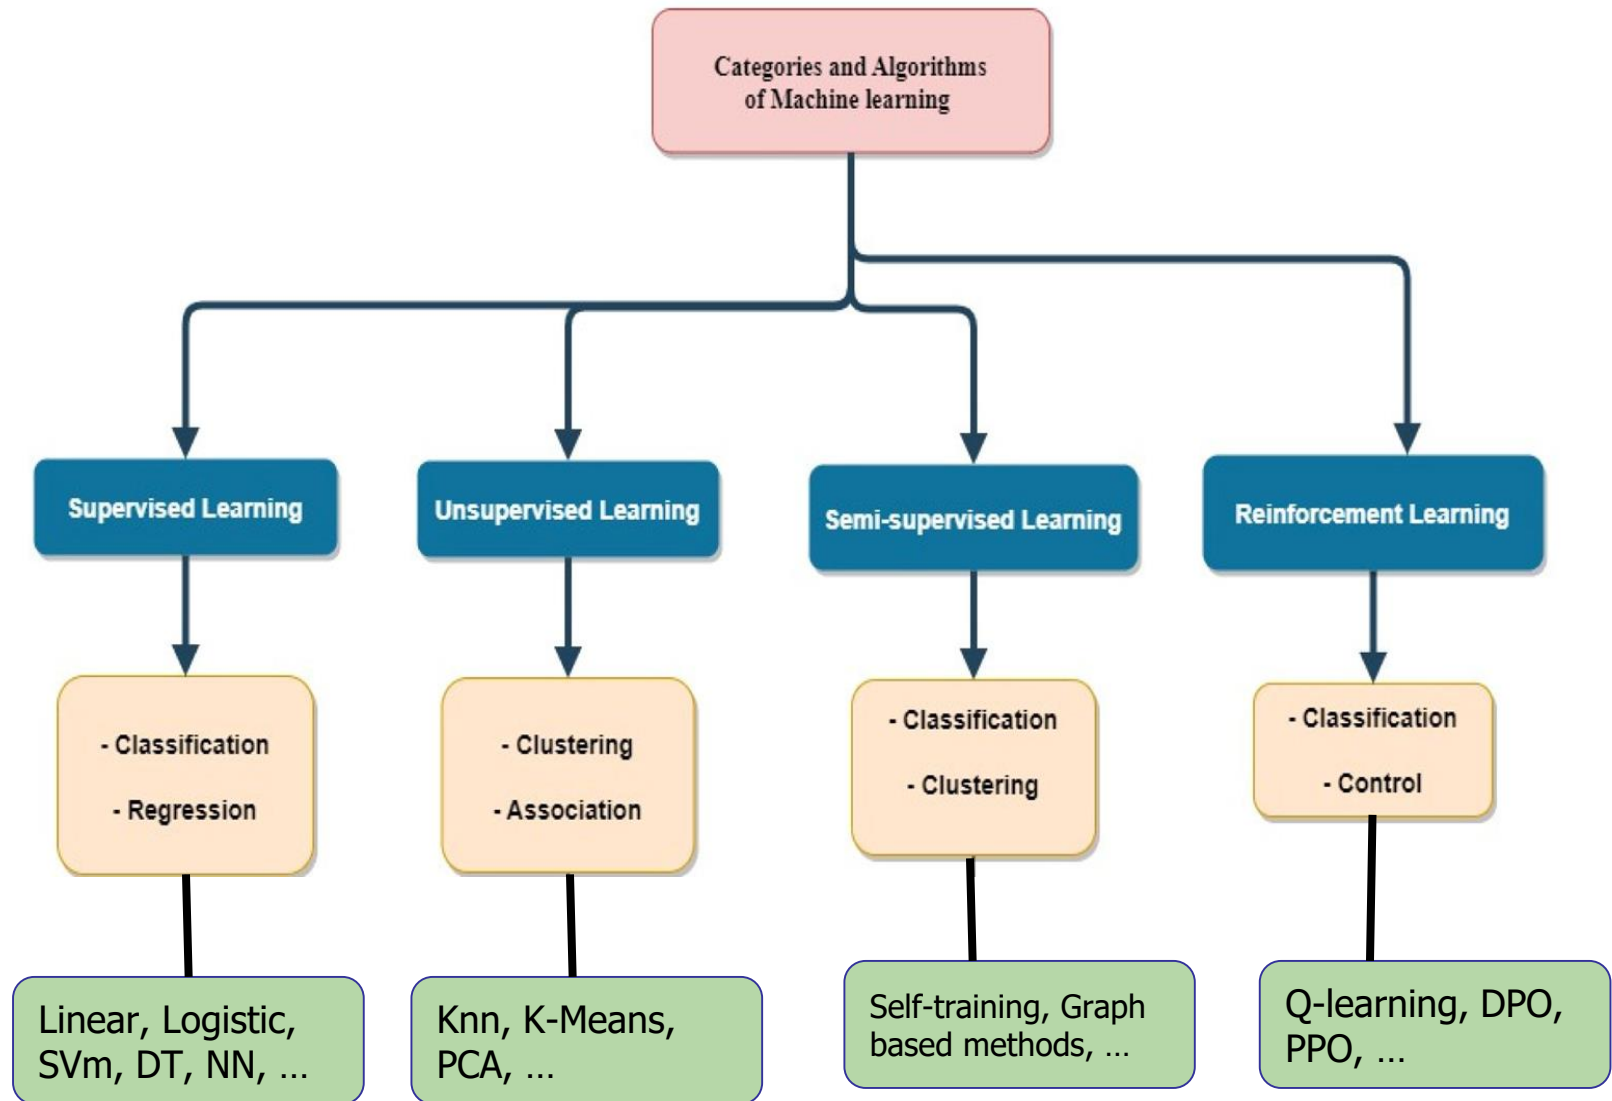 Categories and Algorithms
of Machine learning
Supervised Learning
Unsupervised Learning
Semi-supervised Learning
Reinforcement Learning
- Classification
- Regression
- Clustering
- Association
- Classification
- Clustering
- Classification
- Control
Linear, Logistic,
SVm, DT, NN, ...
Knn, K-Means,
PCA, ...
Self-training, Graph
based methods, ...
Q-learning, DPO,
PPO, ...